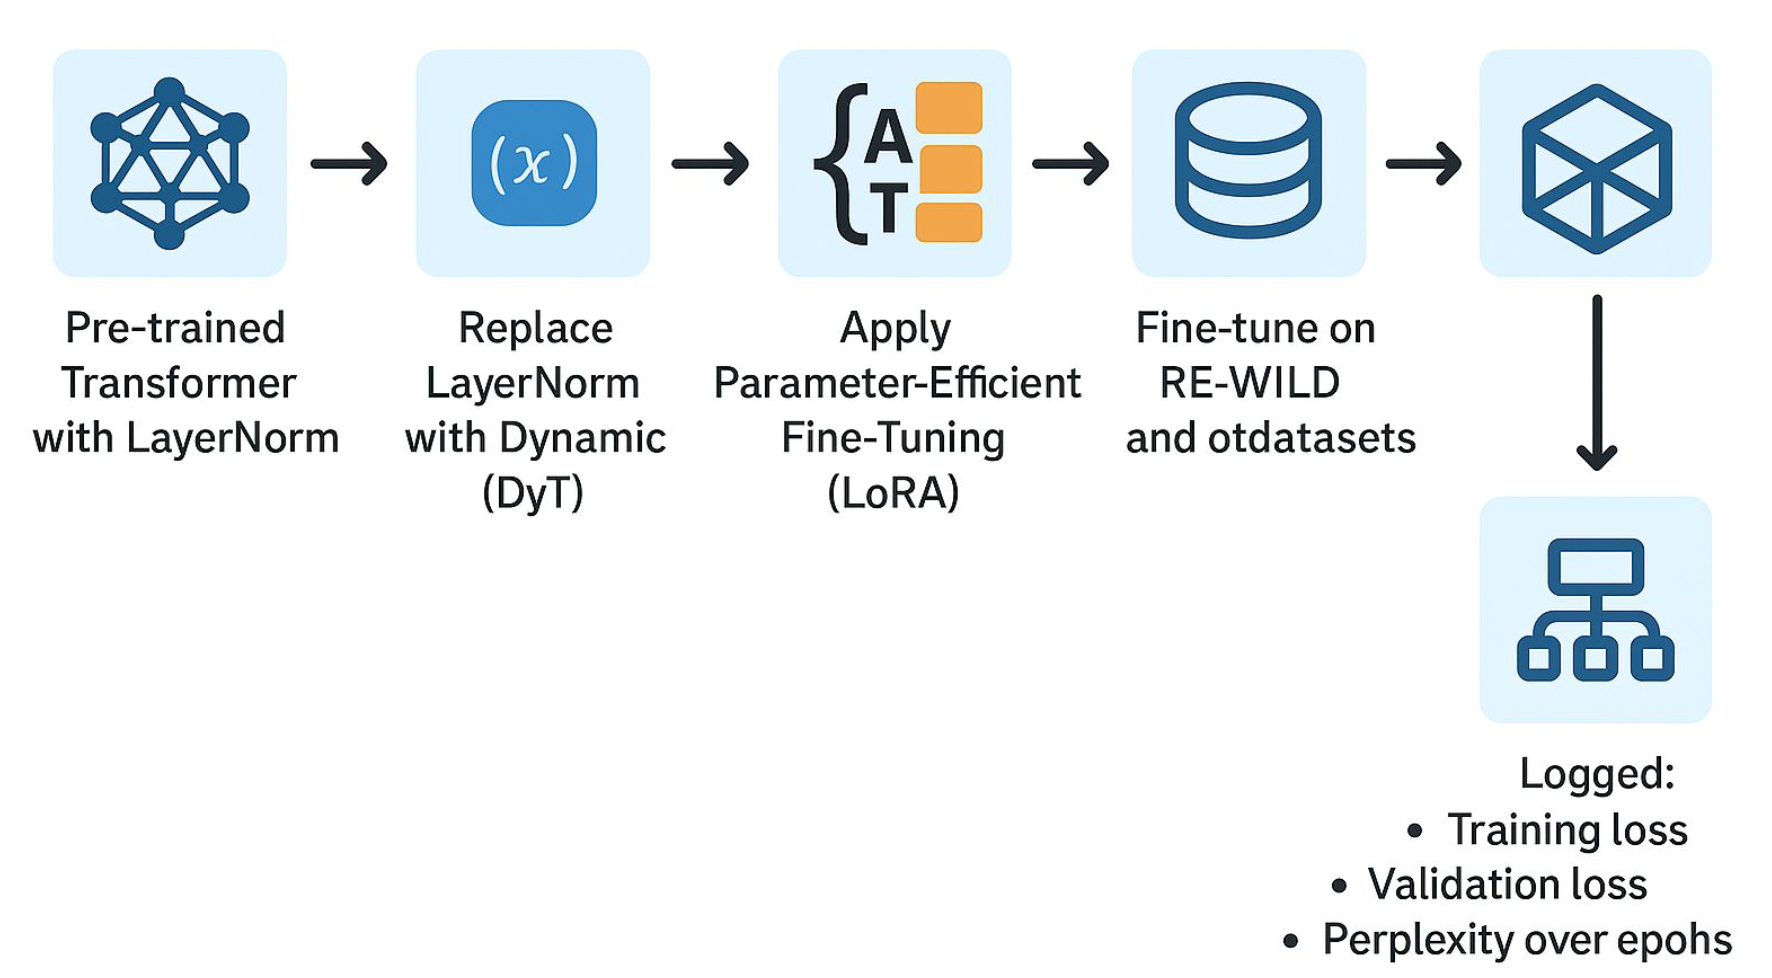 (x)
{A
T
Pre-trained
Transformer
with LayerNorm
Replace
LayerNorm
with Dynamic
(DyT)
Apply
Parameter-Efficient
Fine-Tuning
(LoRA)
Fine-tune on
RE-WILD
and otdatasets
Logged:
• Training loss
• Validation loss
• Perplexity over epohs